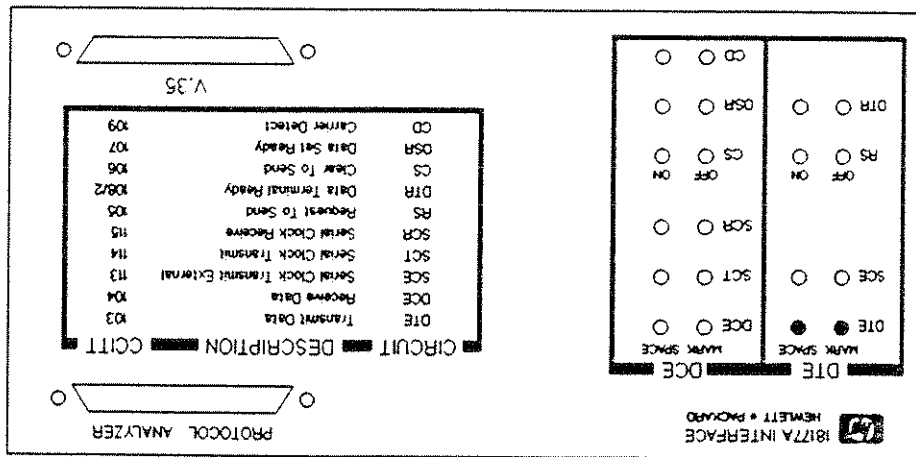 18177A INTERFACE
HEWLETT • PACKARD
DTE DCE
MARK SPACE MARK SPACE
DTE DCE
SCE SCT
SCR
OFF ON OFF ON
RS CS
DTR DSR
CD
PROTOCOL ANALYZER
CIRCUIT DESCRIPTION CCITT
DTE Transmit Data 103
DCE Receive Data 104
SCE Serial Clock Transmit External 113
SCT Serial Clock Transmit 114
SCR Serial Clock Receive 115
RS Request To Send 105
DTR Data Terminal Ready 108/2
CS Clear To Send 106
DSR Data Set Ready 107
CD Carrier Detect 109
V.35
hp